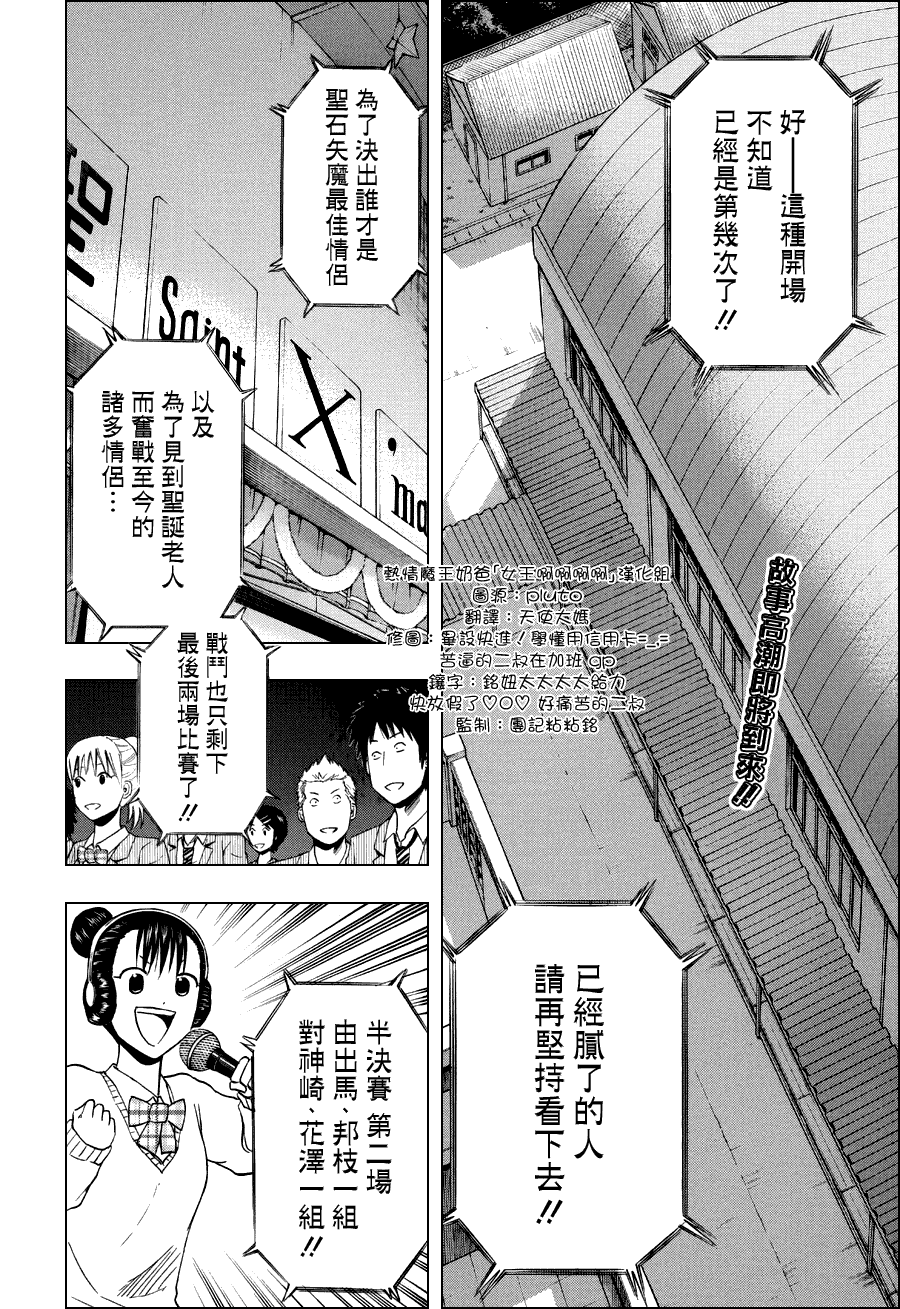 好——這種開場
不知道
已經是第幾次了!!
故事高潮即將到來!!
已經膩了的人
請再堅持看下去!!
為了決出誰才是
聖石矢魔最佳情侶
聖
Saint
X
,
ma
以及
為了見到聖誕老人
而奮戰至今的
諸多情侶…
熱情魔王奶爸「女王啊啊啊啊」漢化組
圖源：pluto
翻譯：天使大媽
修圖：畢設快進！學懂用信用卡=_=
苦逼的二叔在加班 qp
鑲字：銘妞太太太太給力
快放假了♡O♡ 好痛苦的二叔
監制：團記粘粘銘
戰鬥也只剩下
最後兩場比賽了!!
半決賽 第二場
由出馬、邦枝一組
對神崎、花澤一組!!